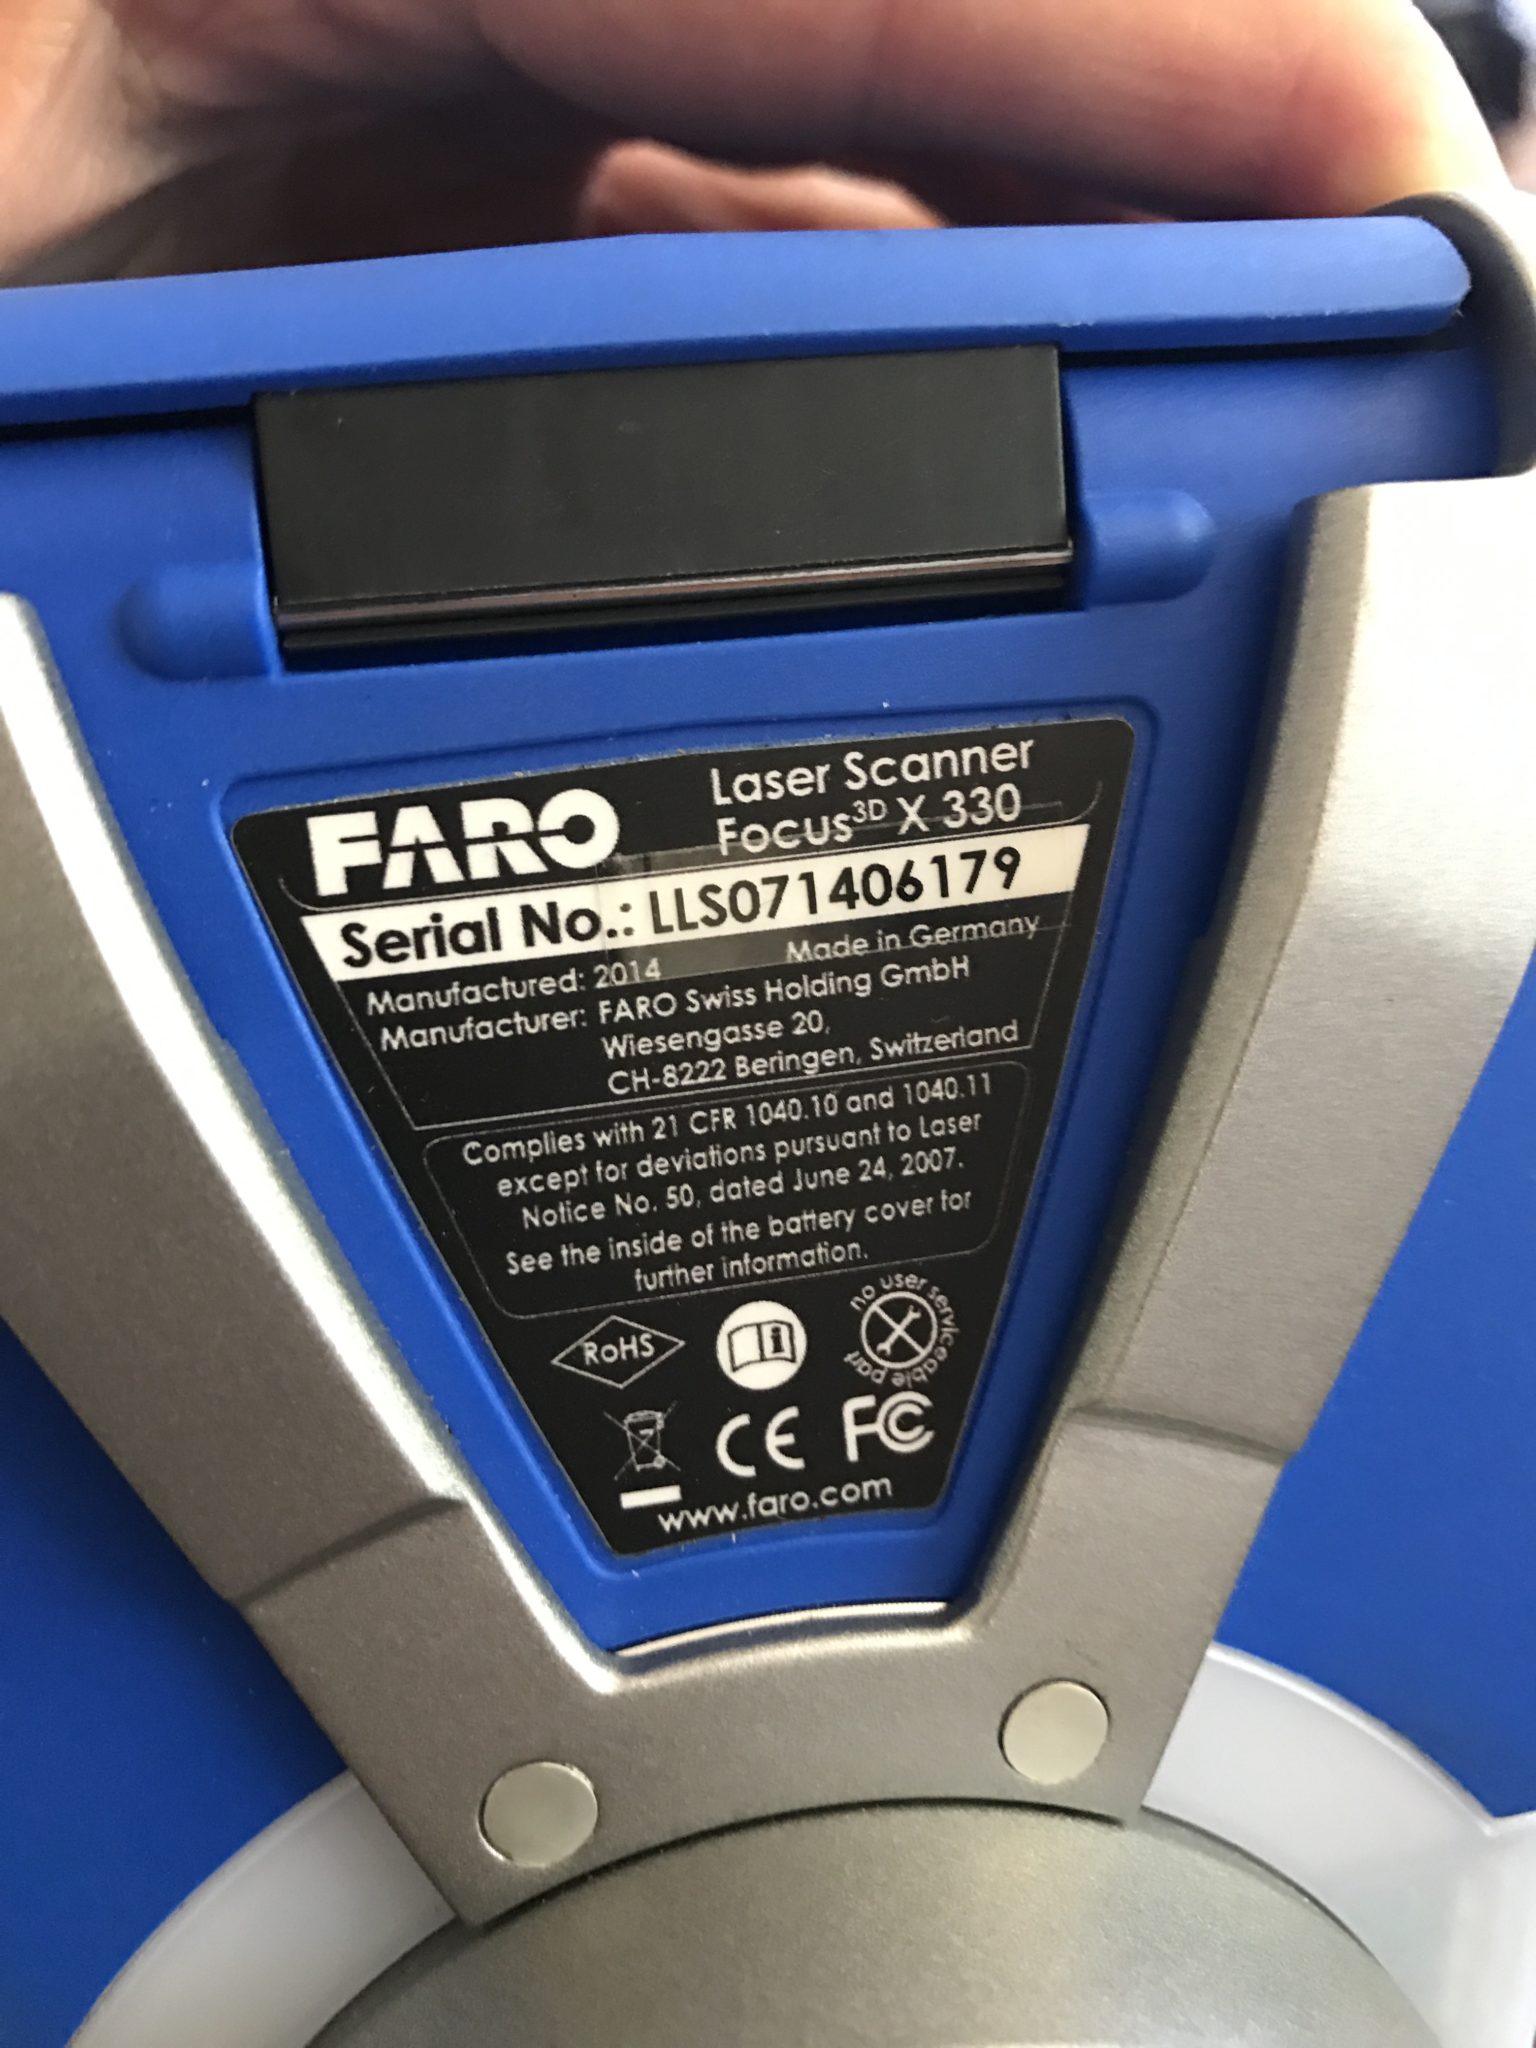 FARO
Laser Scanner
Focus3D X 330
Serial No.: LLS071406179
Manufactured: 2014 Made in Germany
Manufacturer: FARO Swiss Holding GmbH
Wiesengasse 20,
CH-8222 Beringen, Switzerland
Complies with 21 CFR 1040.10 and 1040.11
except for deviations pursuant to Laser
Notice No. 50, dated June 24, 2007.
See the inside of the battery cover for
further information.
RoHS
i
no user serviceable part
CE FC
www.faro.com